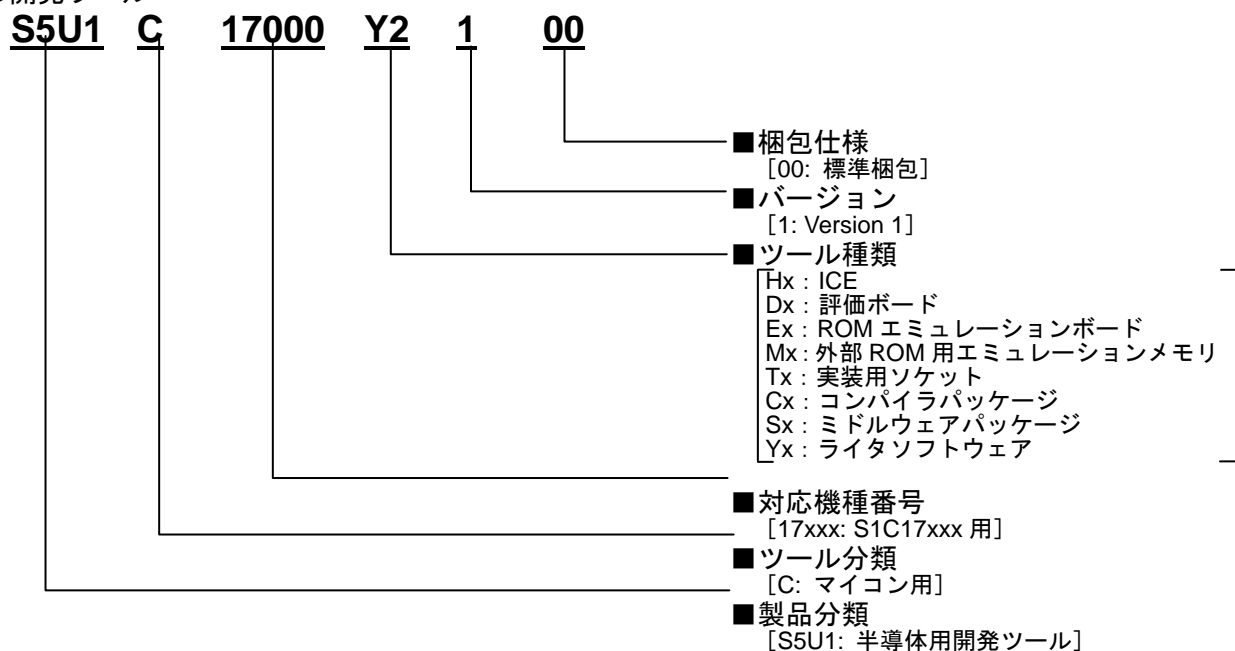 開発ツール
S5U1 C 17000 Y2 1 00
■梱包仕様
[00: 標準梱包]
■バージョン
[1: Version 1]
■ツール種類
Hx : ICE
Dx : 評価ボード
Ex : ROM エミュレーションボード
Mx : 外部 ROM 用エミュレーションメモリ
Tx : 実装用ソケット
Cx : コンパイラパッケージ
Sx : ミドルウェアパッケージ
Yx : ライタソフトウェア
■対応機種番号
[17xxx: S1C17xxx 用]
■ツール分類
[C: マイコン用]
■製品分類
[S5U1: 半導体用開発ツール]